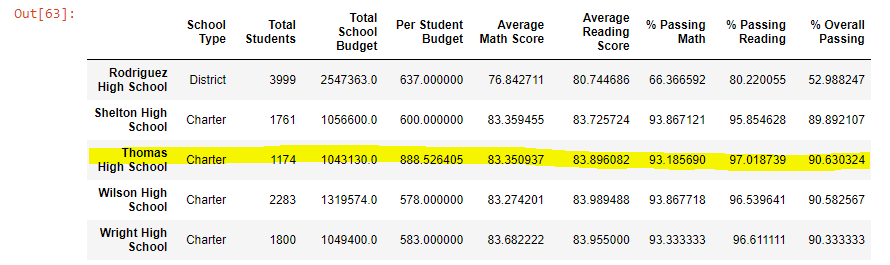 Out[63]:
School Type Total Students Total School Budget Per Student Budget Average Math Score Average Reading Score % Passing Math % Passing Reading % Overall Passing
Rodriguez High School District 3999 2547363.0 637.000000 76.842711 80.744686 66.366592 80.220055 52.988247
Shelton High School Charter 1761 1056600.0 600.000000 83.359455 83.725724 93.867121 95.854628 89.892107
Thomas High School Charter 1174 1043130.0 888.526405 83.350937 83.896082 93.185690 97.018739 90.630324
Wilson High School Charter 2283 1319574.0 578.000000 83.274201 83.989488 93.867718 96.539641 90.582567
Wright High School Charter 1800 1049400.0 583.000000 83.682222 83.955000 93.333333 96.611111 90.333333